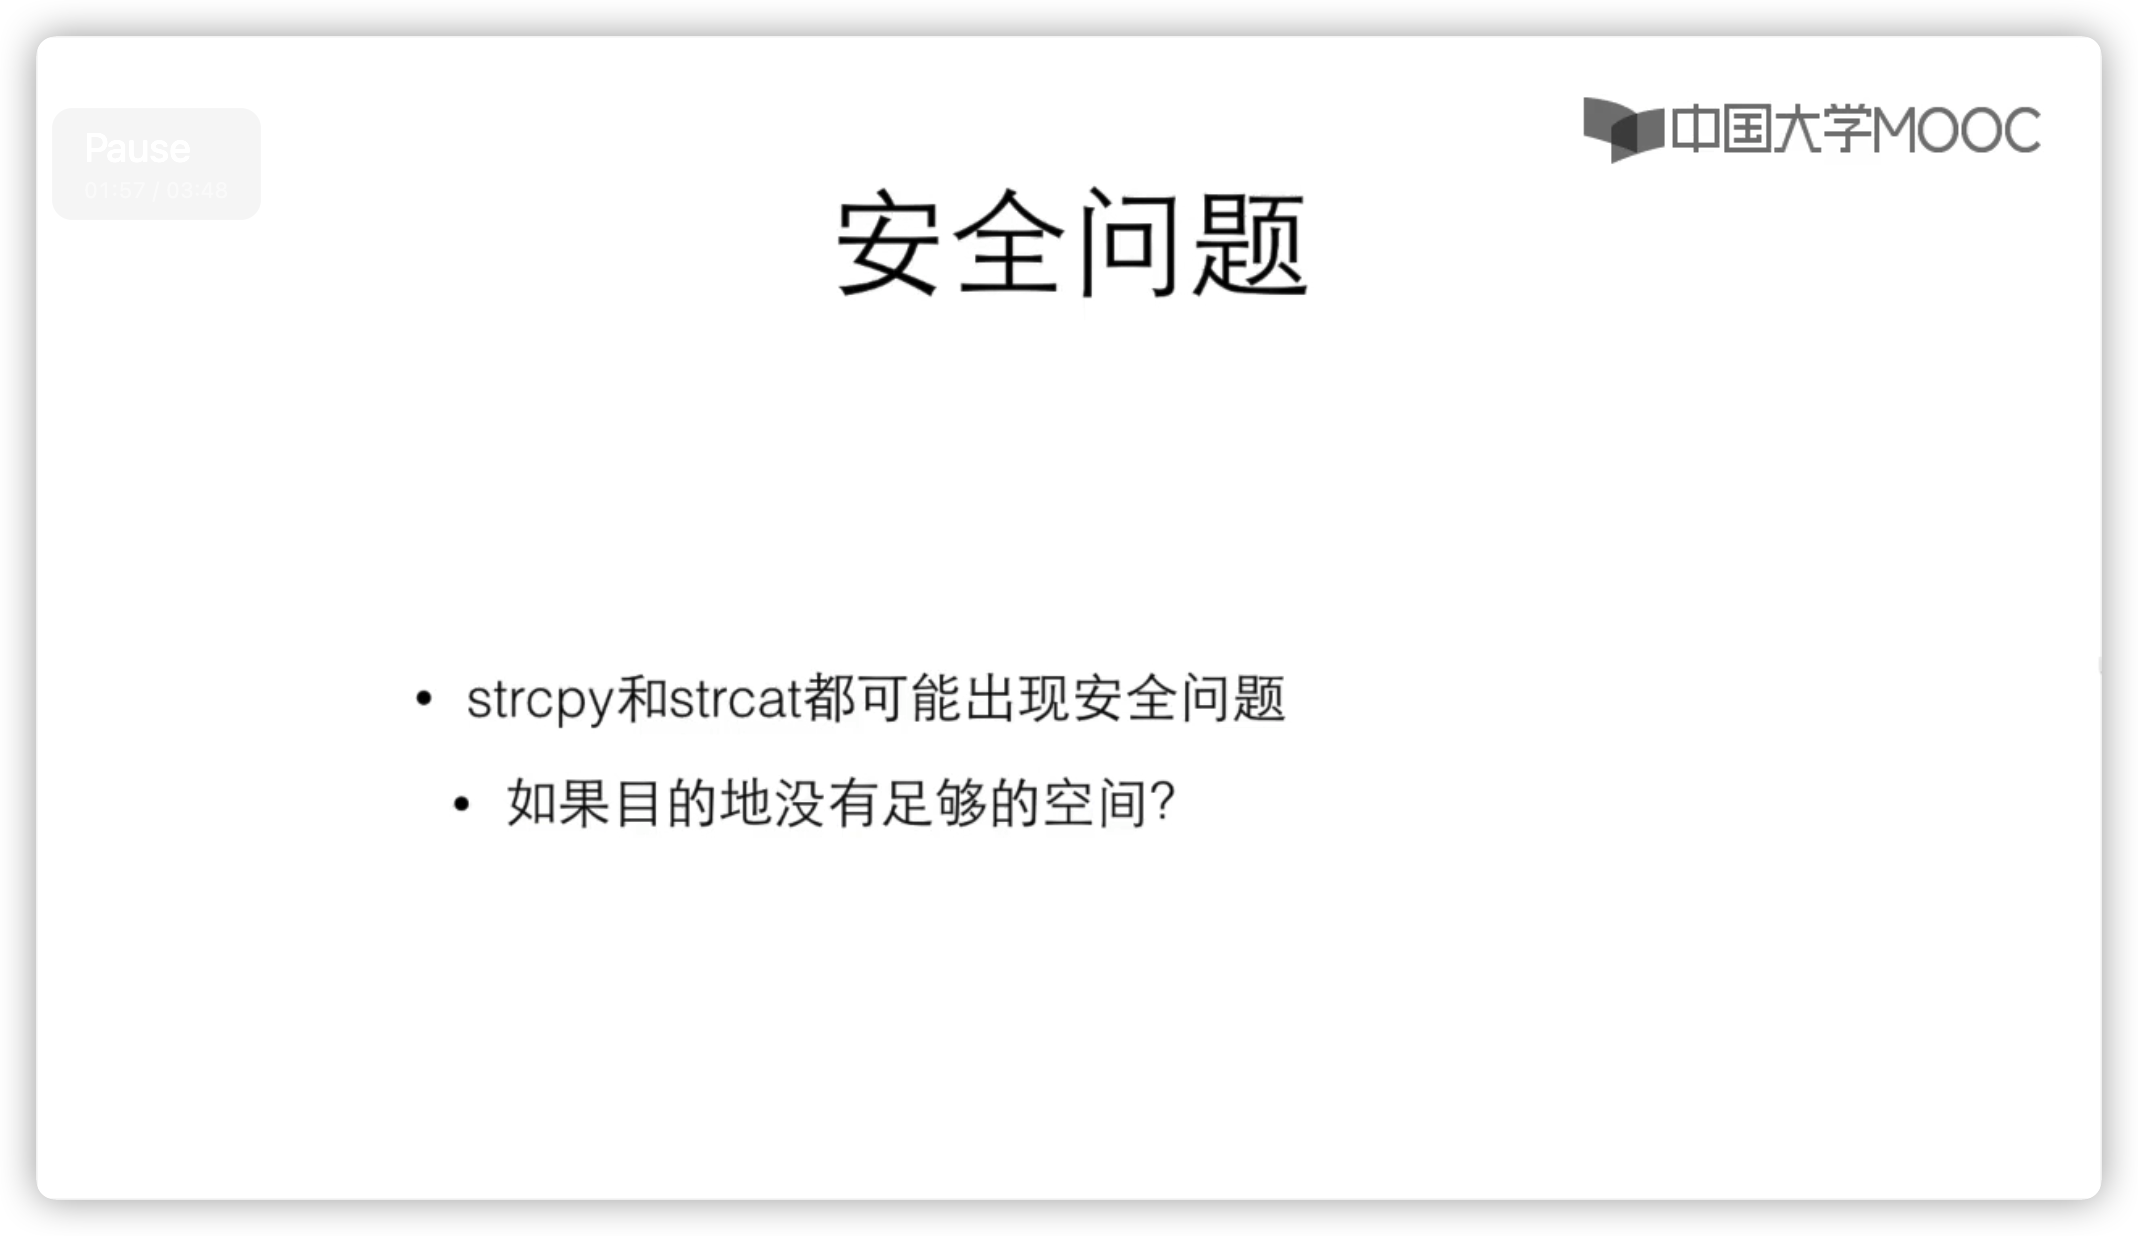 中国大学MOOC
Pause
01:57 / 03:48
安全问题
• strcpy和strcat都可能出现安全问题
• 如果目的地没有足够的空间?